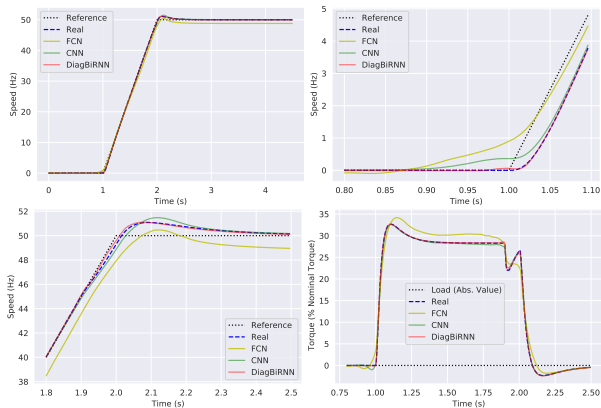 Reference
Real
FCN
CNN
DiagBiRNN
Speed (Hz)
50
40
30
20
10
0
0 1 2 3 4
Time (s)
Reference
Real
FCN
CNN
DiagBiRNN
Speed (Hz)
5
4
3
2
1
0
0.80 0.85 0.90 0.95 1.00 1.05 1.10
Time (s)
Speed (Hz)
52
50
48
46
44
42
40
38
Reference
Real
FCN
CNN
DiagBiRNN
1.8 1.9 2.0 2.1 2.2 2.3 2.4 2.5
Time (s)
Torque (% Nominal Torque)
35
30
25
20
15
10
5
0
Load (Abs. Value)
Real
FCN
CNN
DiagBiRNN
0.75 1.00 1.25 1.50 1.75 2.00 2.25 2.50
Time (s)